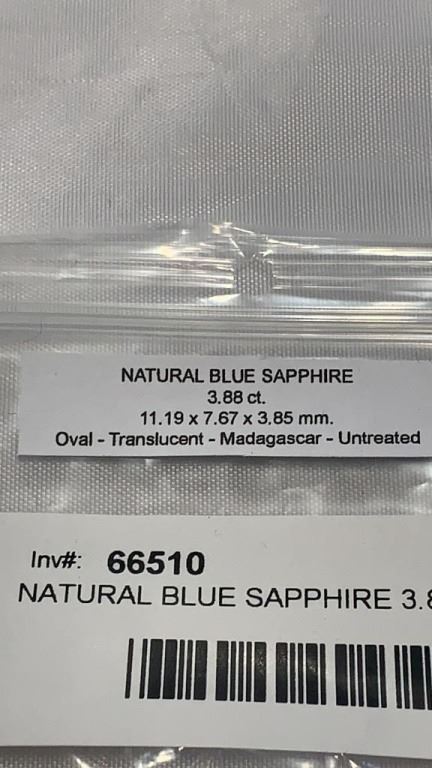 NATURAL BLUE SAPPHIRE
3.88 ct.
11.19 x 7.67 x 3.85 mm.
Oval - Translucent - Madagascar - Untreated
Inv#: 66510
NATURAL BLUE SAPPHIRE 3.8